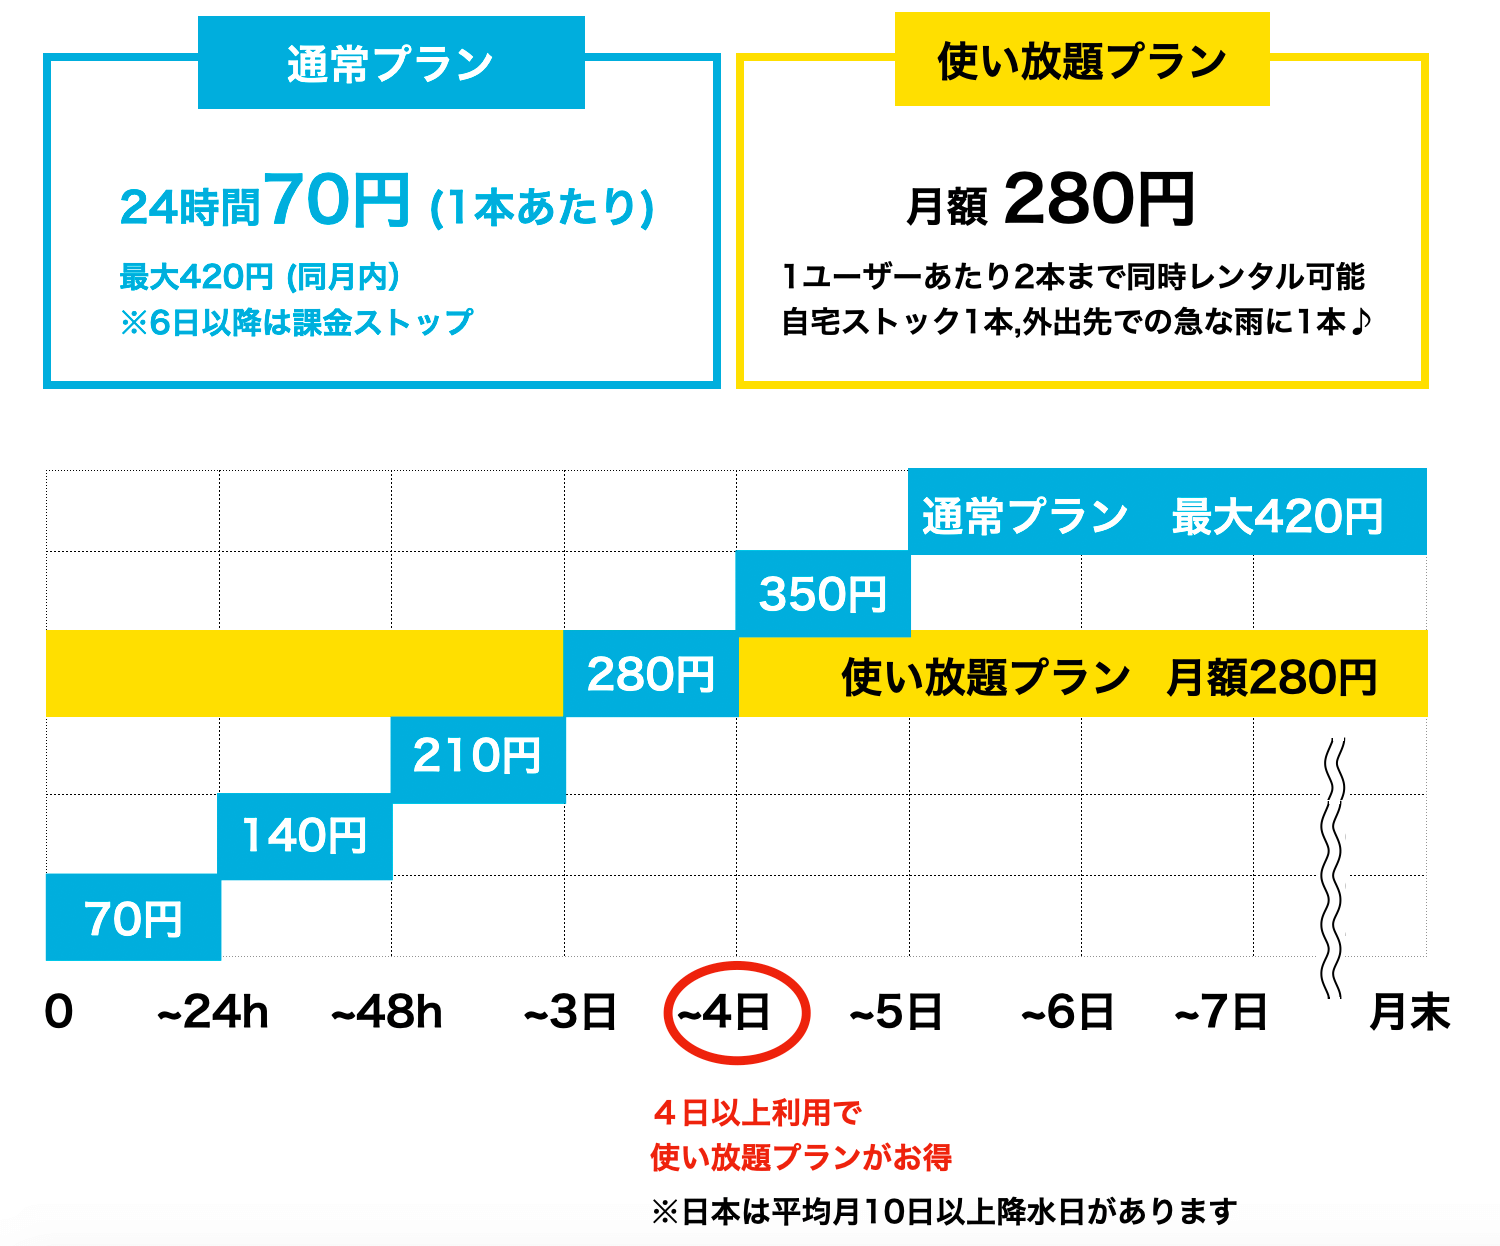 通常プラン
24時間70円 (1本あたり)
最大420円 (同月内)
※6日以降は課金ストップ
使い放題プラン
月額 280円
1ユーザーあたり2本まで同時レンタル可能
自宅ストック1本,外出先での急な雨に1本♪
通常プラン 最大420円
350円
280円
使い放題プラン 月額280円
210円
140円
70円
0 ~24h ~48h ~3日 ~4日 ~5日 ~6日 ~7日 月末
４日以上利用で
使い放題プランがお得
※日本は平均月10日以上降水日があります